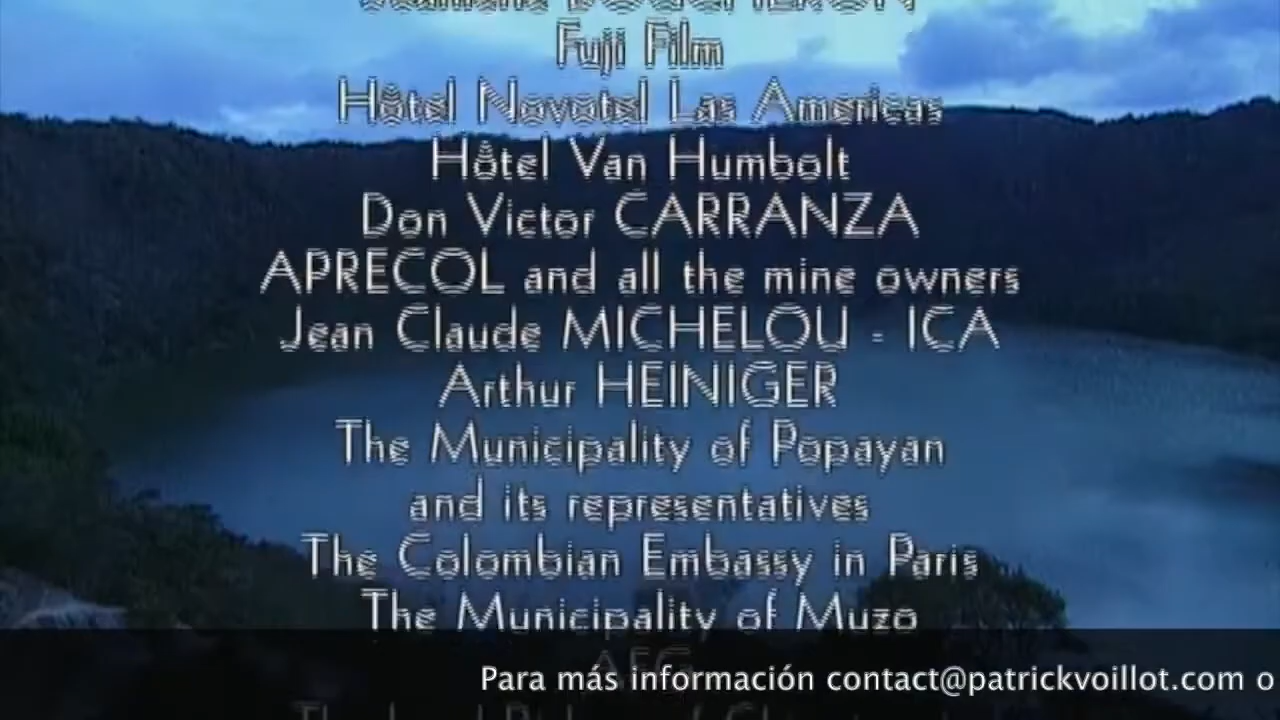 Fuji Film
Hôtel Novotel Las Americas
Hôtel Van Humbolt
Don Victor CARRANZA
APRECOL and all the mine owners
Jean Claude MICHELOU - ICA
Arthur HEINIGER
The Municipality of Popayan
and its representatives
The Colombian Embassy in Paris
The Municipality of Muzo
Para más información contact@patrickvoillot.com o